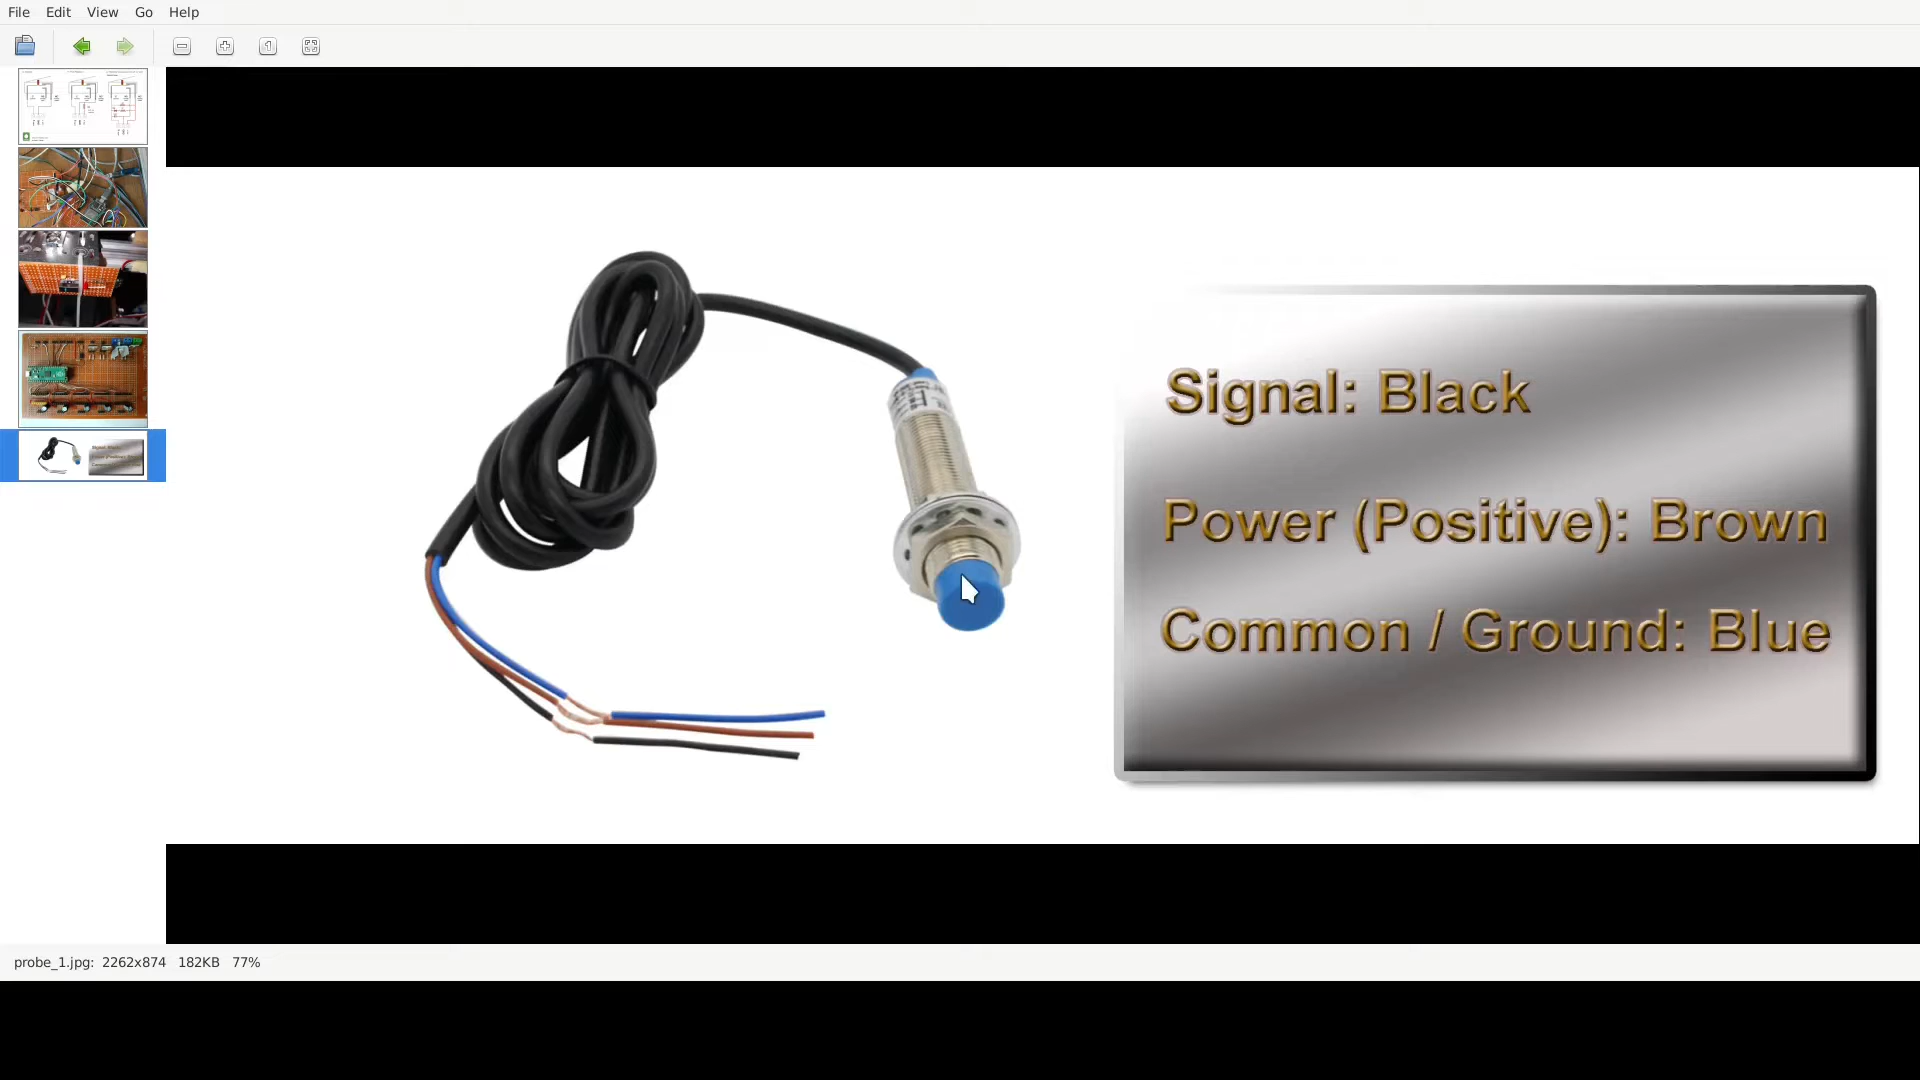 File Edit View Go Help
Signal: Black
Power (Positive): Brown
Common / Ground: Blue
probe_1.jpg: 2262x874 182KB 77%